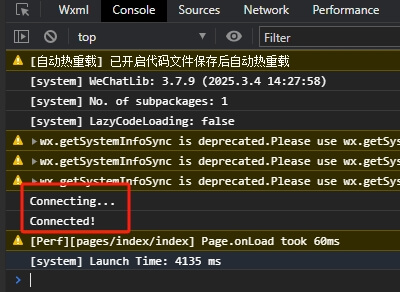 Wxml Console Sources Network
top Filter
[自动热重载] 已开启代码文件保存后自动热重载
[system] WeChatLib: 3.7.9 (2025.3.4 14:27:58)
[system] No. of subpackages: 1
[system] LazyCodeLoading: false
wx.getSystemInfoSync is deprecated.Please use wx.getSys
wx.getSystemInfoSync is deprecated.Please use wx.getSys
wx.getSystemInfoSync is deprecated.Please use wx.getSys
Connecting...
Connected!
[Perf][pages/index/index] Page.onLoad took 60ms
[system] Launch Time: 4135 ms